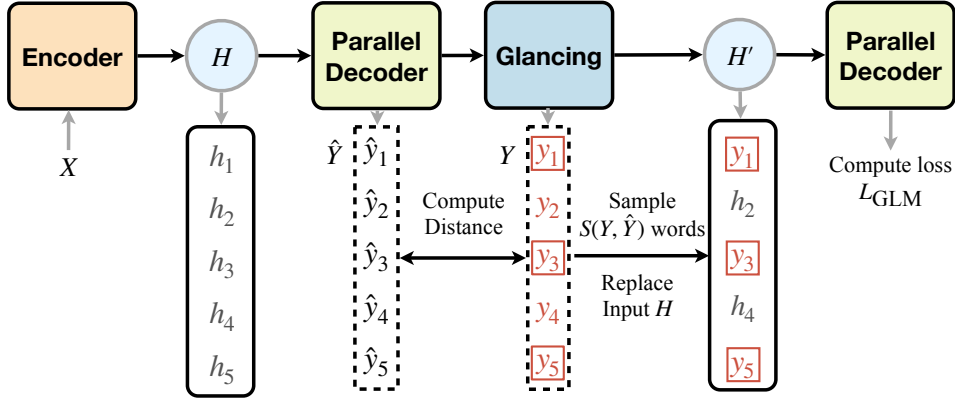 Encoder
H
Parallel
Decoder
Glancing
H′
Parallel
Decoder
X
h₁
h₂
h₃
h₄
h₅
Ŷ
ŷ₁
ŷ₂
ŷ₃
ŷ₄
ŷ₅
Compute
Distance
Y
y₁
y₂
y₃
y₄
y₅
Sample
S(Y, Ŷ) words
Replace
Input H
y₁
h₂
y₃
h₄
y₅
Compute loss
L_GLM